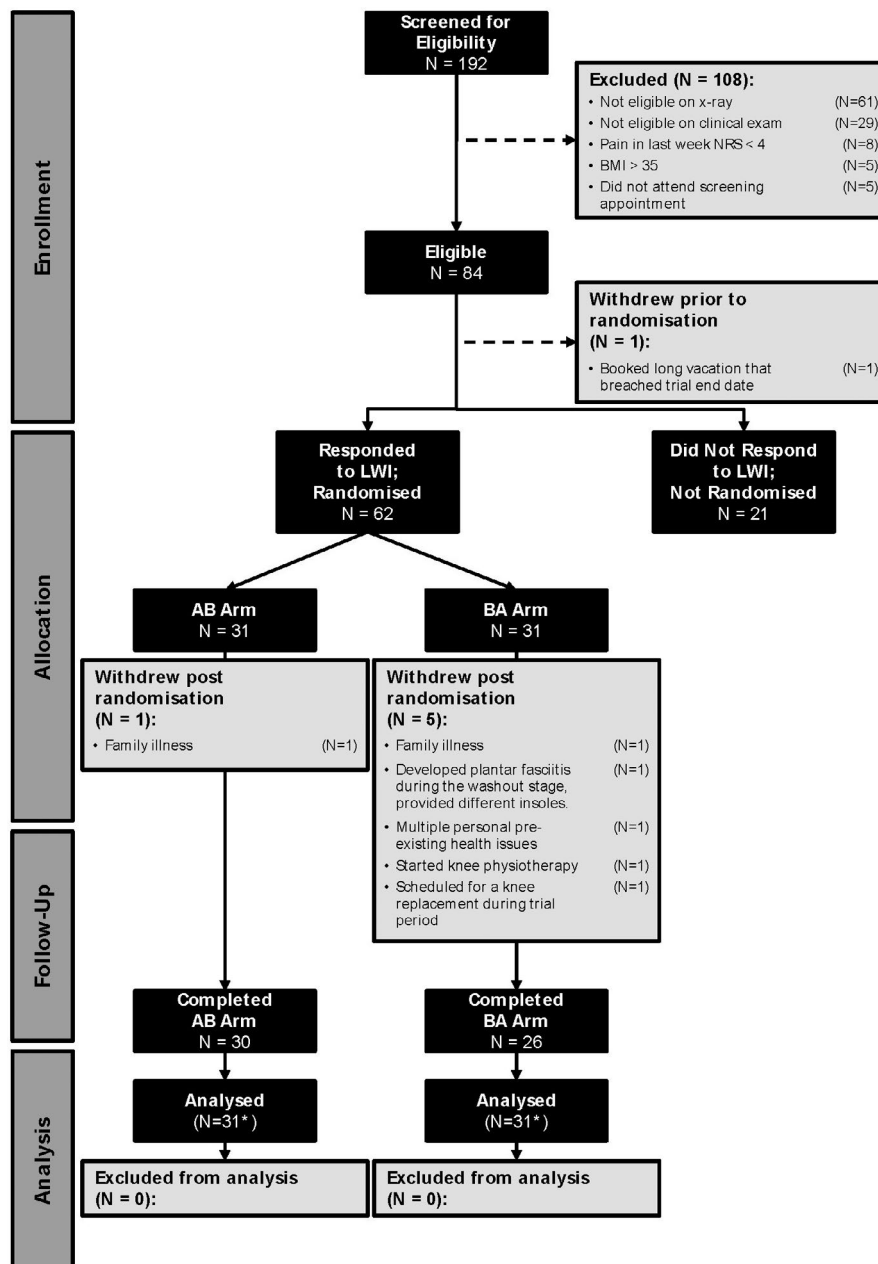 Enrollment
Screened for
Eligibility
N = 192
Excluded (N = 108):
• Not eligible on x-ray (N=61)
• Not eligible on clinical exam (N=29)
• Pain in last week NRS < 4 (N=8)
• BMI > 35 (N=5)
• Did not attend screening (N=5)
appointment
Eligible
N = 84
Withdrew prior to
randomisation
(N = 1):
• Booked long vacation that (N=1)
breached trial end date
Allocation
Responded
to LWI;
Randomised
N = 62
Did Not Respond
to LWI;
Not Randomised
N = 21
AB Arm
N = 31
BA Arm
N = 31
Withdrew post
randomisation
(N = 1):
• Family illness (N=1)
Withdrew post
randomisation
(N = 5):
• Family illness (N=1)
• Developed plantar fasciitis (N=1)
during the washout stage,
provided different insoles.
• Multiple personal pre- (N=1)
existing health issues
• Started knee physiotherapy (N=1)
• Scheduled for a knee (N=1)
replacement during trial
period
Follow-Up
Completed
AB Arm
N = 30
Completed
BA Arm
N = 26
Analysis
Analysed
(N=31*)
Analysed
(N=31*)
Excluded from analysis
(N = 0):
Excluded from analysis
(N = 0):